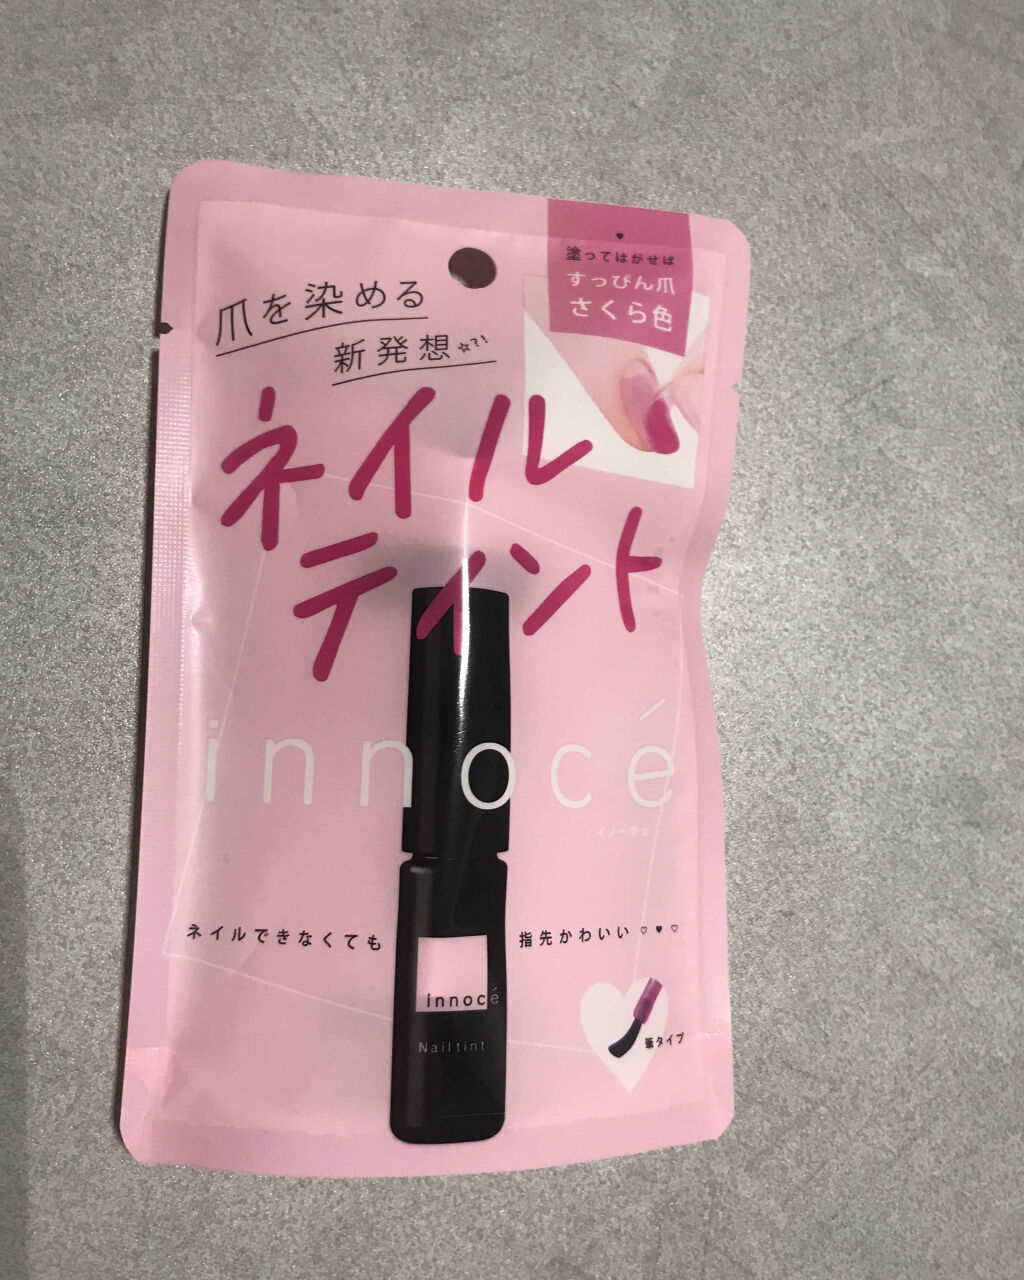 塗ってはがせば
すっぴん爪
さくら色
爪を染める
新発想☆?!
ネイル
ティント
innocé
イノーチェ
ネイルできなくても
指先かわいい♡♥♡
innocé
Nailtint
筆タイプ